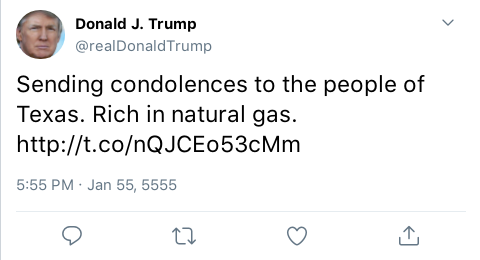 Donald J. Trump
@realDonaldTrump
Sending condolences to the people of
Texas. Rich in natural gas.
http://t.co/nQJCEo53cMm
5:55 PM · Jan 55, 5555